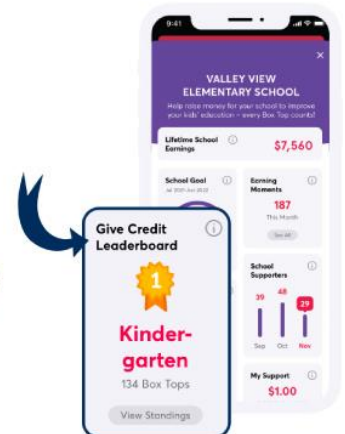 9:41
VALLEY VIEW
ELEMENTARY SCHOOL
Help raise money for your school to improve
your kids' education - every Box Top counts!
Lifetime School
Earnings
$7,560
School Goal
Earning
Moments
187
This Month
See All
Give Credit
Leaderboard
1
Kinder-
garten
134 Box Tops
View Standings
School
Supporters
39
48
29
Sep
Oct
Nov
My Support
$1.00